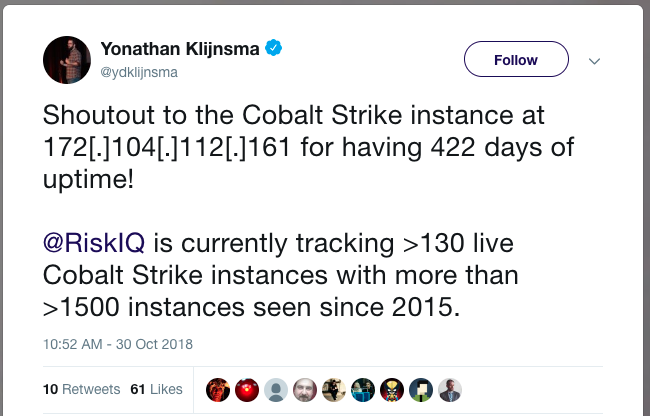 Yonathan Klijnsma
@ydklijnsma
Follow
Shoutout to the Cobalt Strike instance at
172[.]104[.]112[.]161 for having 422 days of
uptime!
@RiskIQ is currently tracking >130 live
Cobalt Strike instances with more than
>1500 instances seen since 2015.
10:52 AM - 30 Oct 2018
10 Retweets 61 Likes